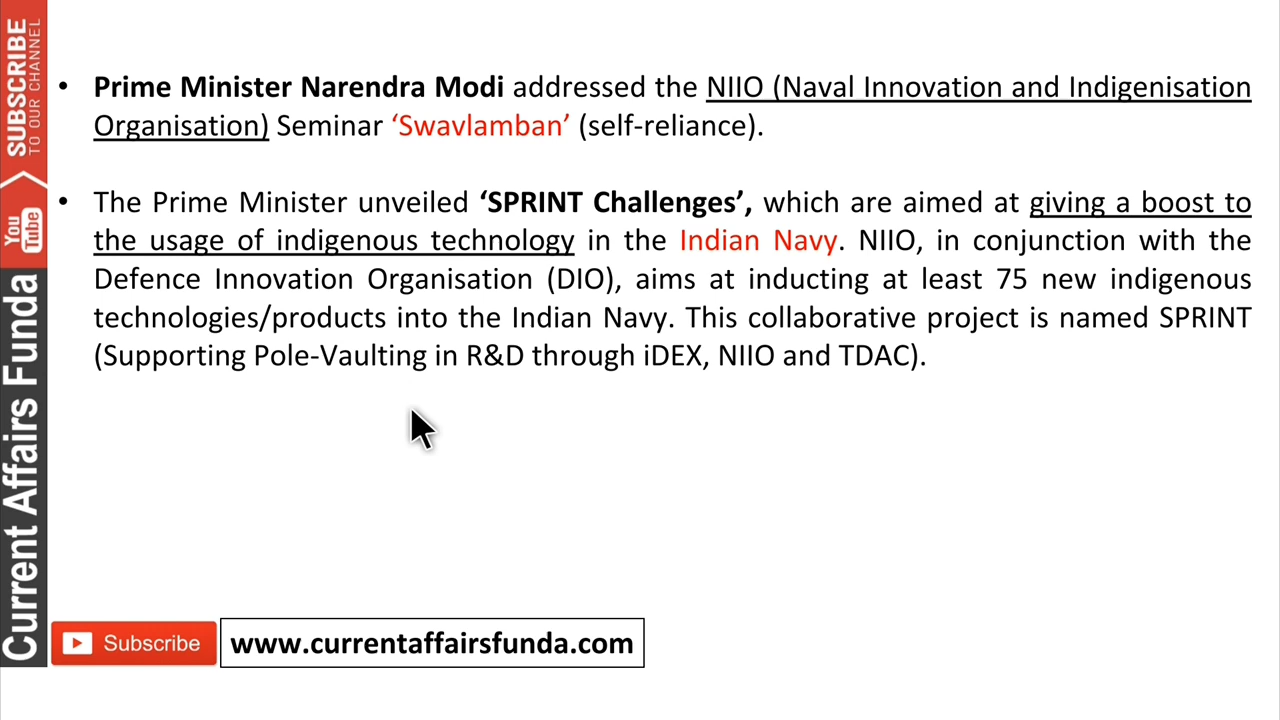 • Prime Minister Narendra Modi addressed the NIIO (Naval Innovation and Indigenisation
Organisation) Seminar ‘Swavlamban’ (self-reliance).
• The Prime Minister unveiled ‘SPRINT Challenges’, which are aimed at giving a boost to
the usage of indigenous technology in the Indian Navy. NIIO, in conjunction with the
Defence Innovation Organisation (DIO), aims at inducting at least 75 new indigenous
technologies/products into the Indian Navy. This collaborative project is named SPRINT
(Supporting Pole-Vaulting in R&D through iDEX, NIIO and TDAC).
SUBSCRIBE
TO OUR CHANNEL
You
Tube
Current Affairs Funda
Subscribe
www.currentaffairsfunda.com